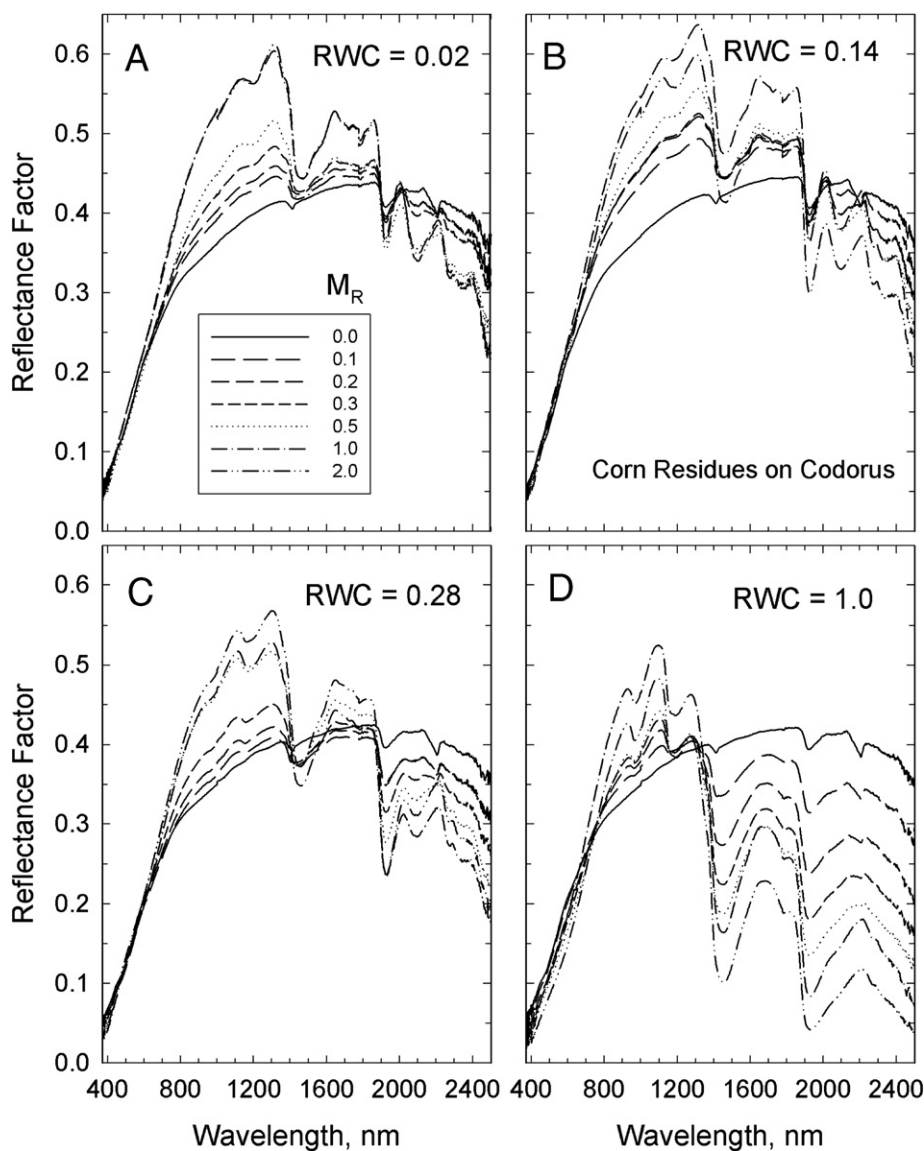 A
RWC = 0.02
B
RWC = 0.14
Reflectance Factor
0.6
0.5
0.4
0.3
0.2
0.1
0.0
M_R
0.0
0.1
0.2
0.3
0.5
1.0
2.0
Corn Residues on Codorus
C
RWC = 0.28
D
RWC = 1.0
Reflectance Factor
0.6
0.5
0.4
0.3
0.2
0.1
0.0
400 800 1200 1600 2000 2400
400 800 1200 1600 2000 2400
Wavelength, nm
Wavelength, nm